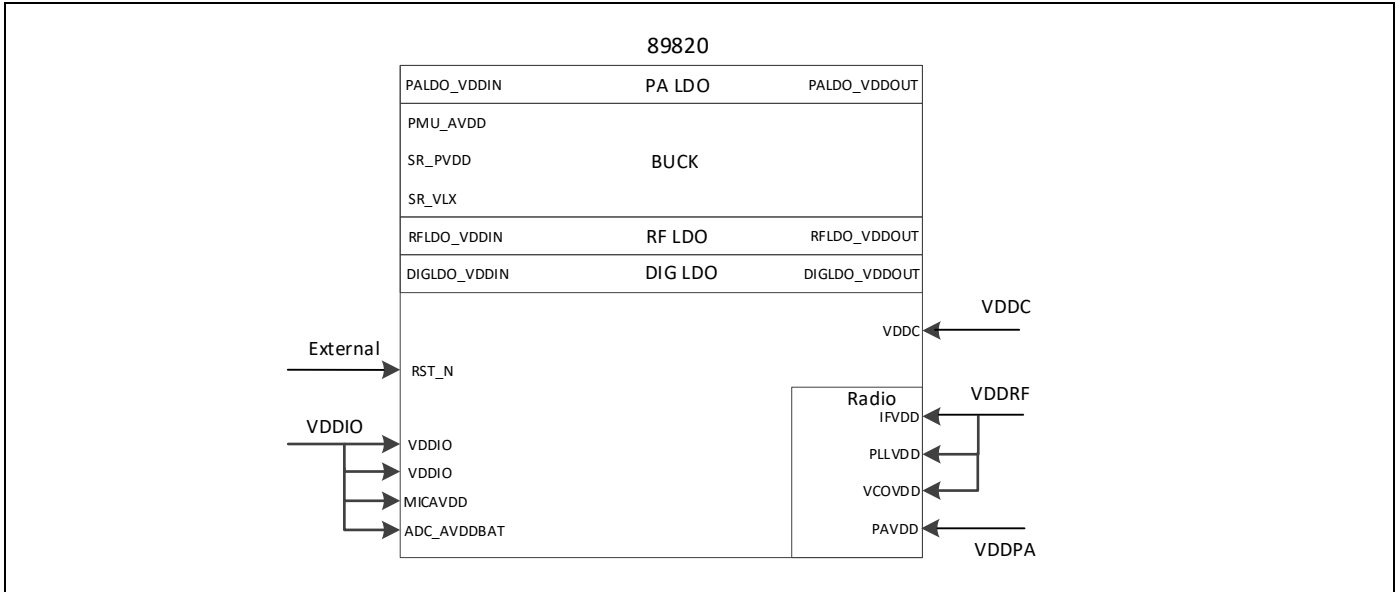 89820
PALDO_VDDIN PA LDO PALDO_VDDOUT
PMU_AVDD
SR_PVDD BUCK
SR_VLX
RFLDO_VDDIN RF LDO RFLDO_VDDOUT
DIGLDO_VDDIN DIG LDO DIGLDO_VDDOUT
VDDC
VDDC
External
RST_N
Radio
VDDRF
IFVDD
VDDIO
VDDIO
PLLVDD
VDDIO
VCOVDD
MICAVDD
PAVDD
ADC_AVDDBAT
VDDPA